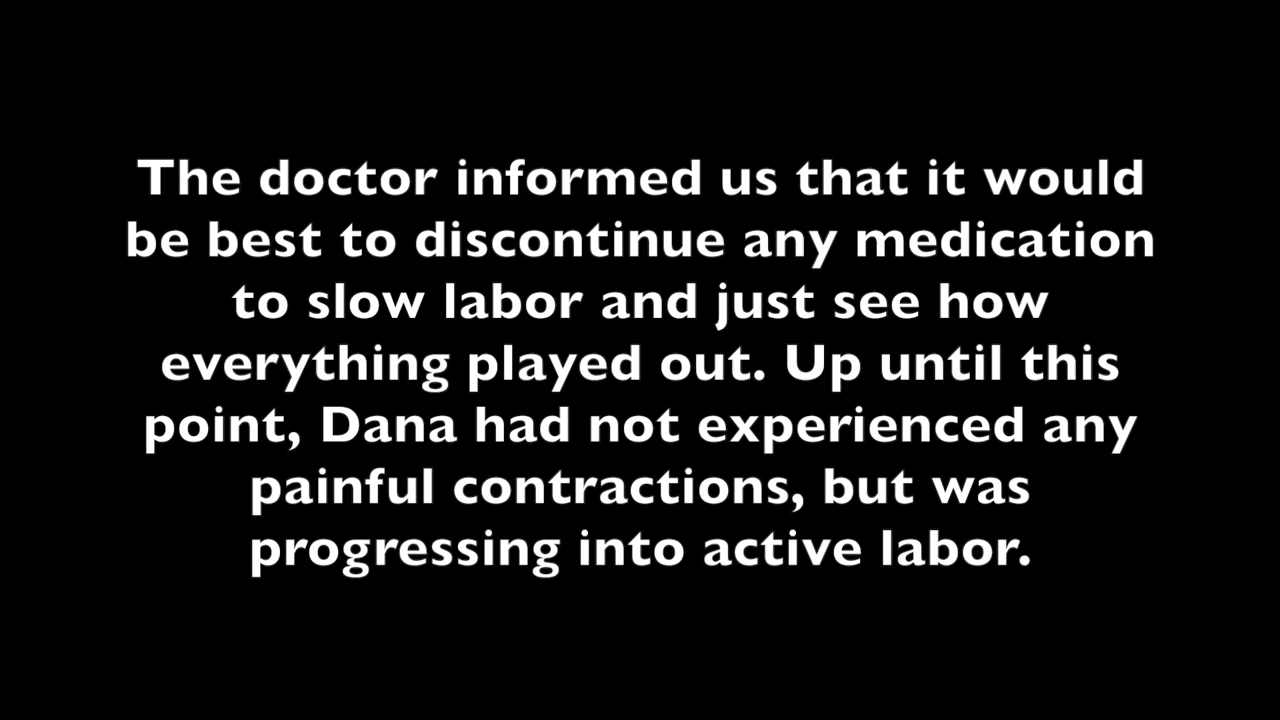 The doctor informed us that it would
be best to discontinue any medication
to slow labor and just see how
everything played out. Up until this
point, Dana had not experienced any
painful contractions, but was
progressing into active labor.